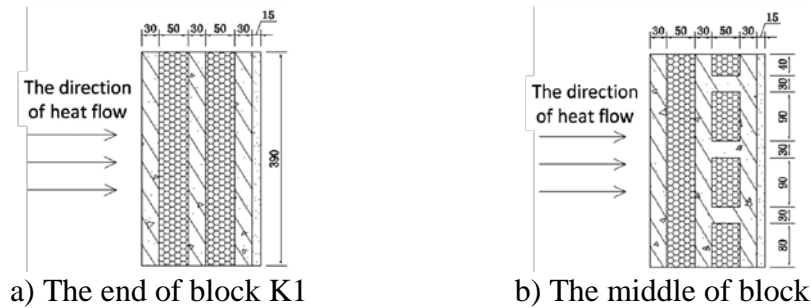 15
30 50 30 50 30
The direction
of heat flow
390
a) The end of block K1
15
30 50 30 50 30
The direction
of heat flow
40
30
90
30
90
30
80
b) The middle of block